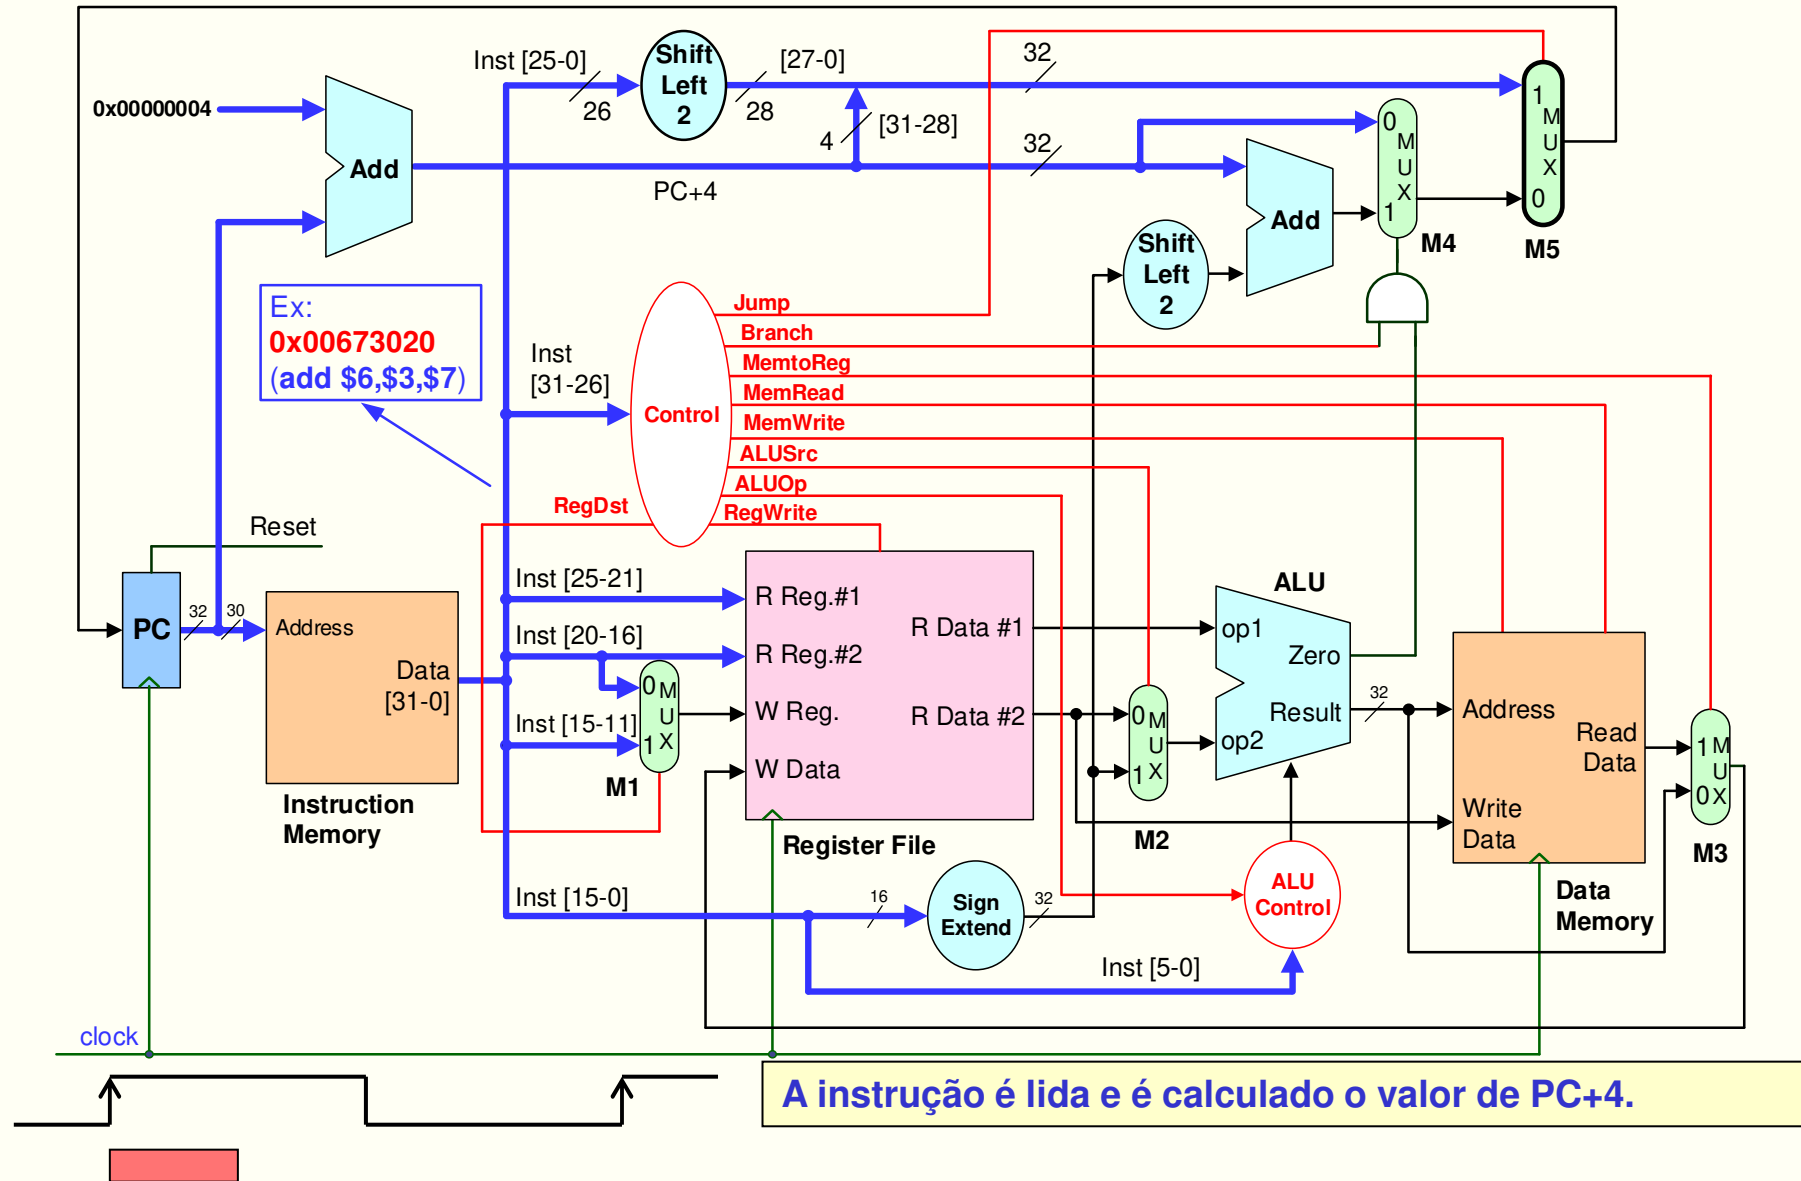 Inst [25-0]
26
Shift
Left
2
[27-0]
28
32
0x00000004
Add
4
[31-28]
PC+4
32
0
M
U
X
1
M4
1
M
U
X
0
M5
Shift
Left
2
Add
Ex:
0x00673020
(add $6,$3,$7)
Inst
[31-26]
Control
Jump
Branch
MemtoReg
MemRead
MemWrite
ALUSrc
ALUOp
RegWrite
RegDst
Reset
PC
32
30
Address
Data
[31-0]
Instruction
Memory
Inst [25-21]
Inst [20-16]
Inst [15-11]
0 M
U
1 X
M1
R Reg.#1
R Reg.#2
W Reg.
W Data
R Data #1
R Data #2
Register File
0 M
U
1 X
M2
ALU
op1
Zero
Result
op2
32
Address
Read
Data
Write
Data
Data
Memory
1 M
U
0 X
M3
Inst [15-0]
16
Sign
Extend
32
ALU
Control
Inst [5-0]
clock
A instrução é lida e é calculado o valor de PC+4.